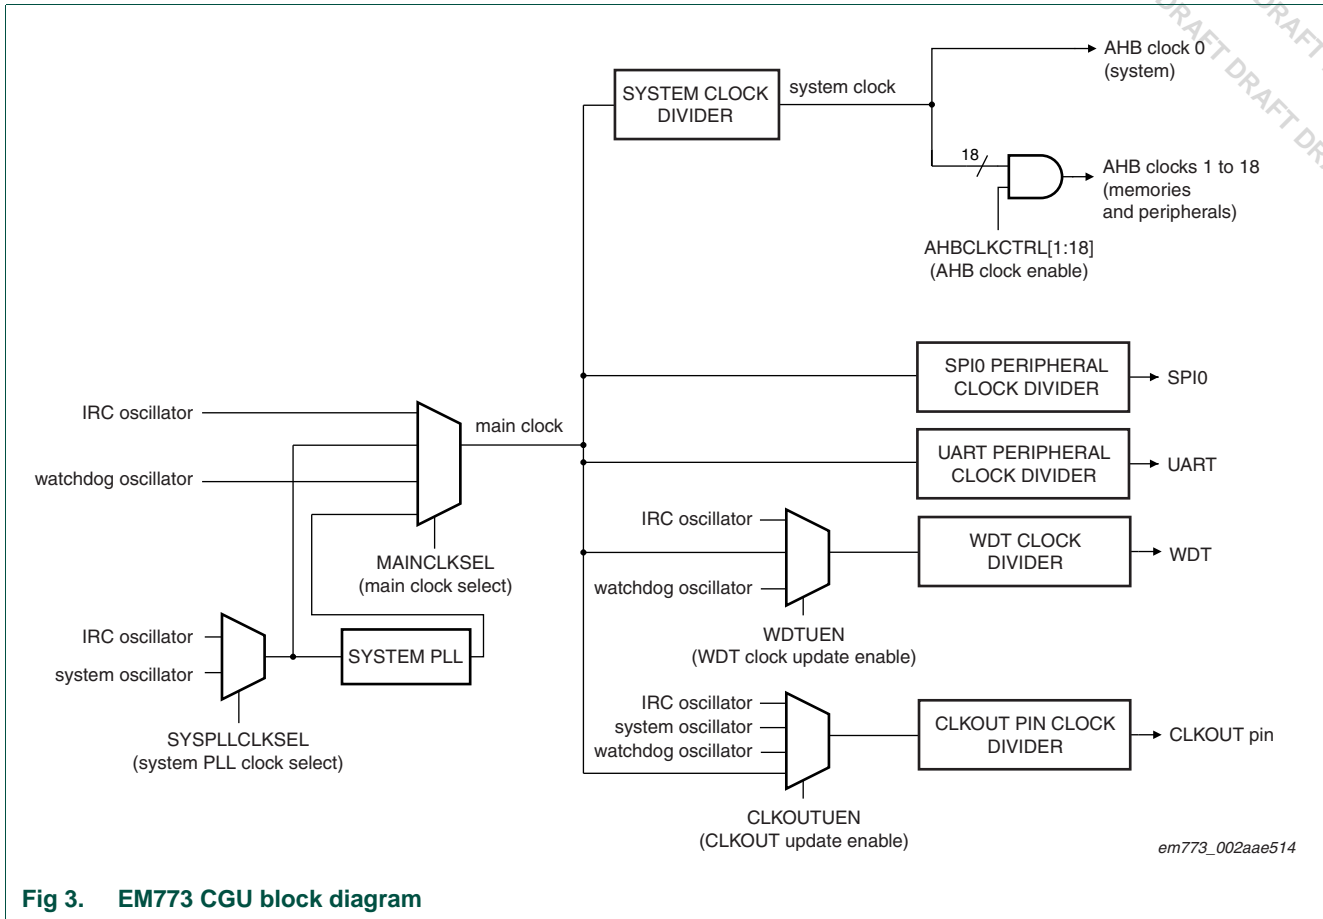 DRAFT
DRAFT DRAFT DR
AHB clock 0
(system)
SYSTEM CLOCK
DIVIDER
system clock
18
AHB clocks 1 to 18
(memories
and peripherals)
AHBCLKCTRL[1:18]
(AHB clock enable)
SPI0 PERIPHERAL
CLOCK DIVIDER
SPI0
IRC oscillator
main clock
UART PERIPHERAL
CLOCK DIVIDER
UART
watchdog oscillator
MAINCLKSEL
(main clock select)
IRC oscillator
watchdog oscillator
WDTUEN
(WDT clock update enable)
WDT CLOCK
DIVIDER
WDT
IRC oscillator
system oscillator
SYSTEM PLL
SYSPLLCLKSEL
(system PLL clock select)
IRC oscillator
system oscillator
watchdog oscillator
CLKOUTUEN
(CLKOUT update enable)
CLKOUT PIN CLOCK
DIVIDER
CLKOUT pin
em773_002aae514
Fig 3. EM773 CGU block diagram